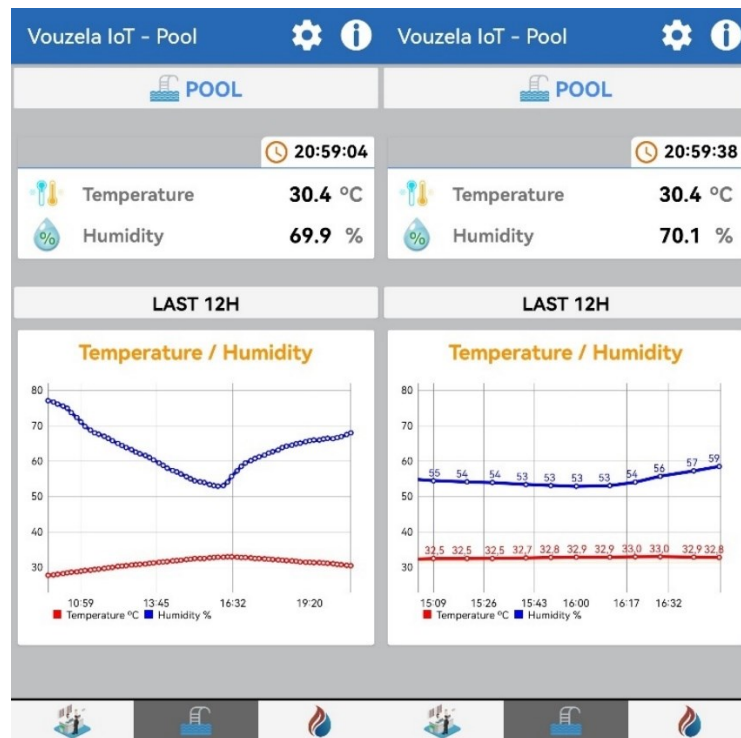 Vouzela IoT - Pool
POOL
20:59:04
Temperature 30.4 ºC
% Humidity 69.9 %
LAST 12H
Temperature / Humidity
80
70
60
50
40
30
10:59 13:45 16:32 19:20
Temperature ºC Humidity %
Vouzela IoT - Pool
POOL
20:59:38
Temperature 30.4 ºC
% Humidity 70.1 %
LAST 12H
Temperature / Humidity
80
70
60
55 54 54 53 53 53 53 54 56 57 59
50
40
32,5 32,5 32,5 32,7 32,8 32,9 32,9 33,0 33,0 32,9 32,8
30
15:09 15:26 15:43 16:00 16:17 16:32
Temperature ºC Humidity %